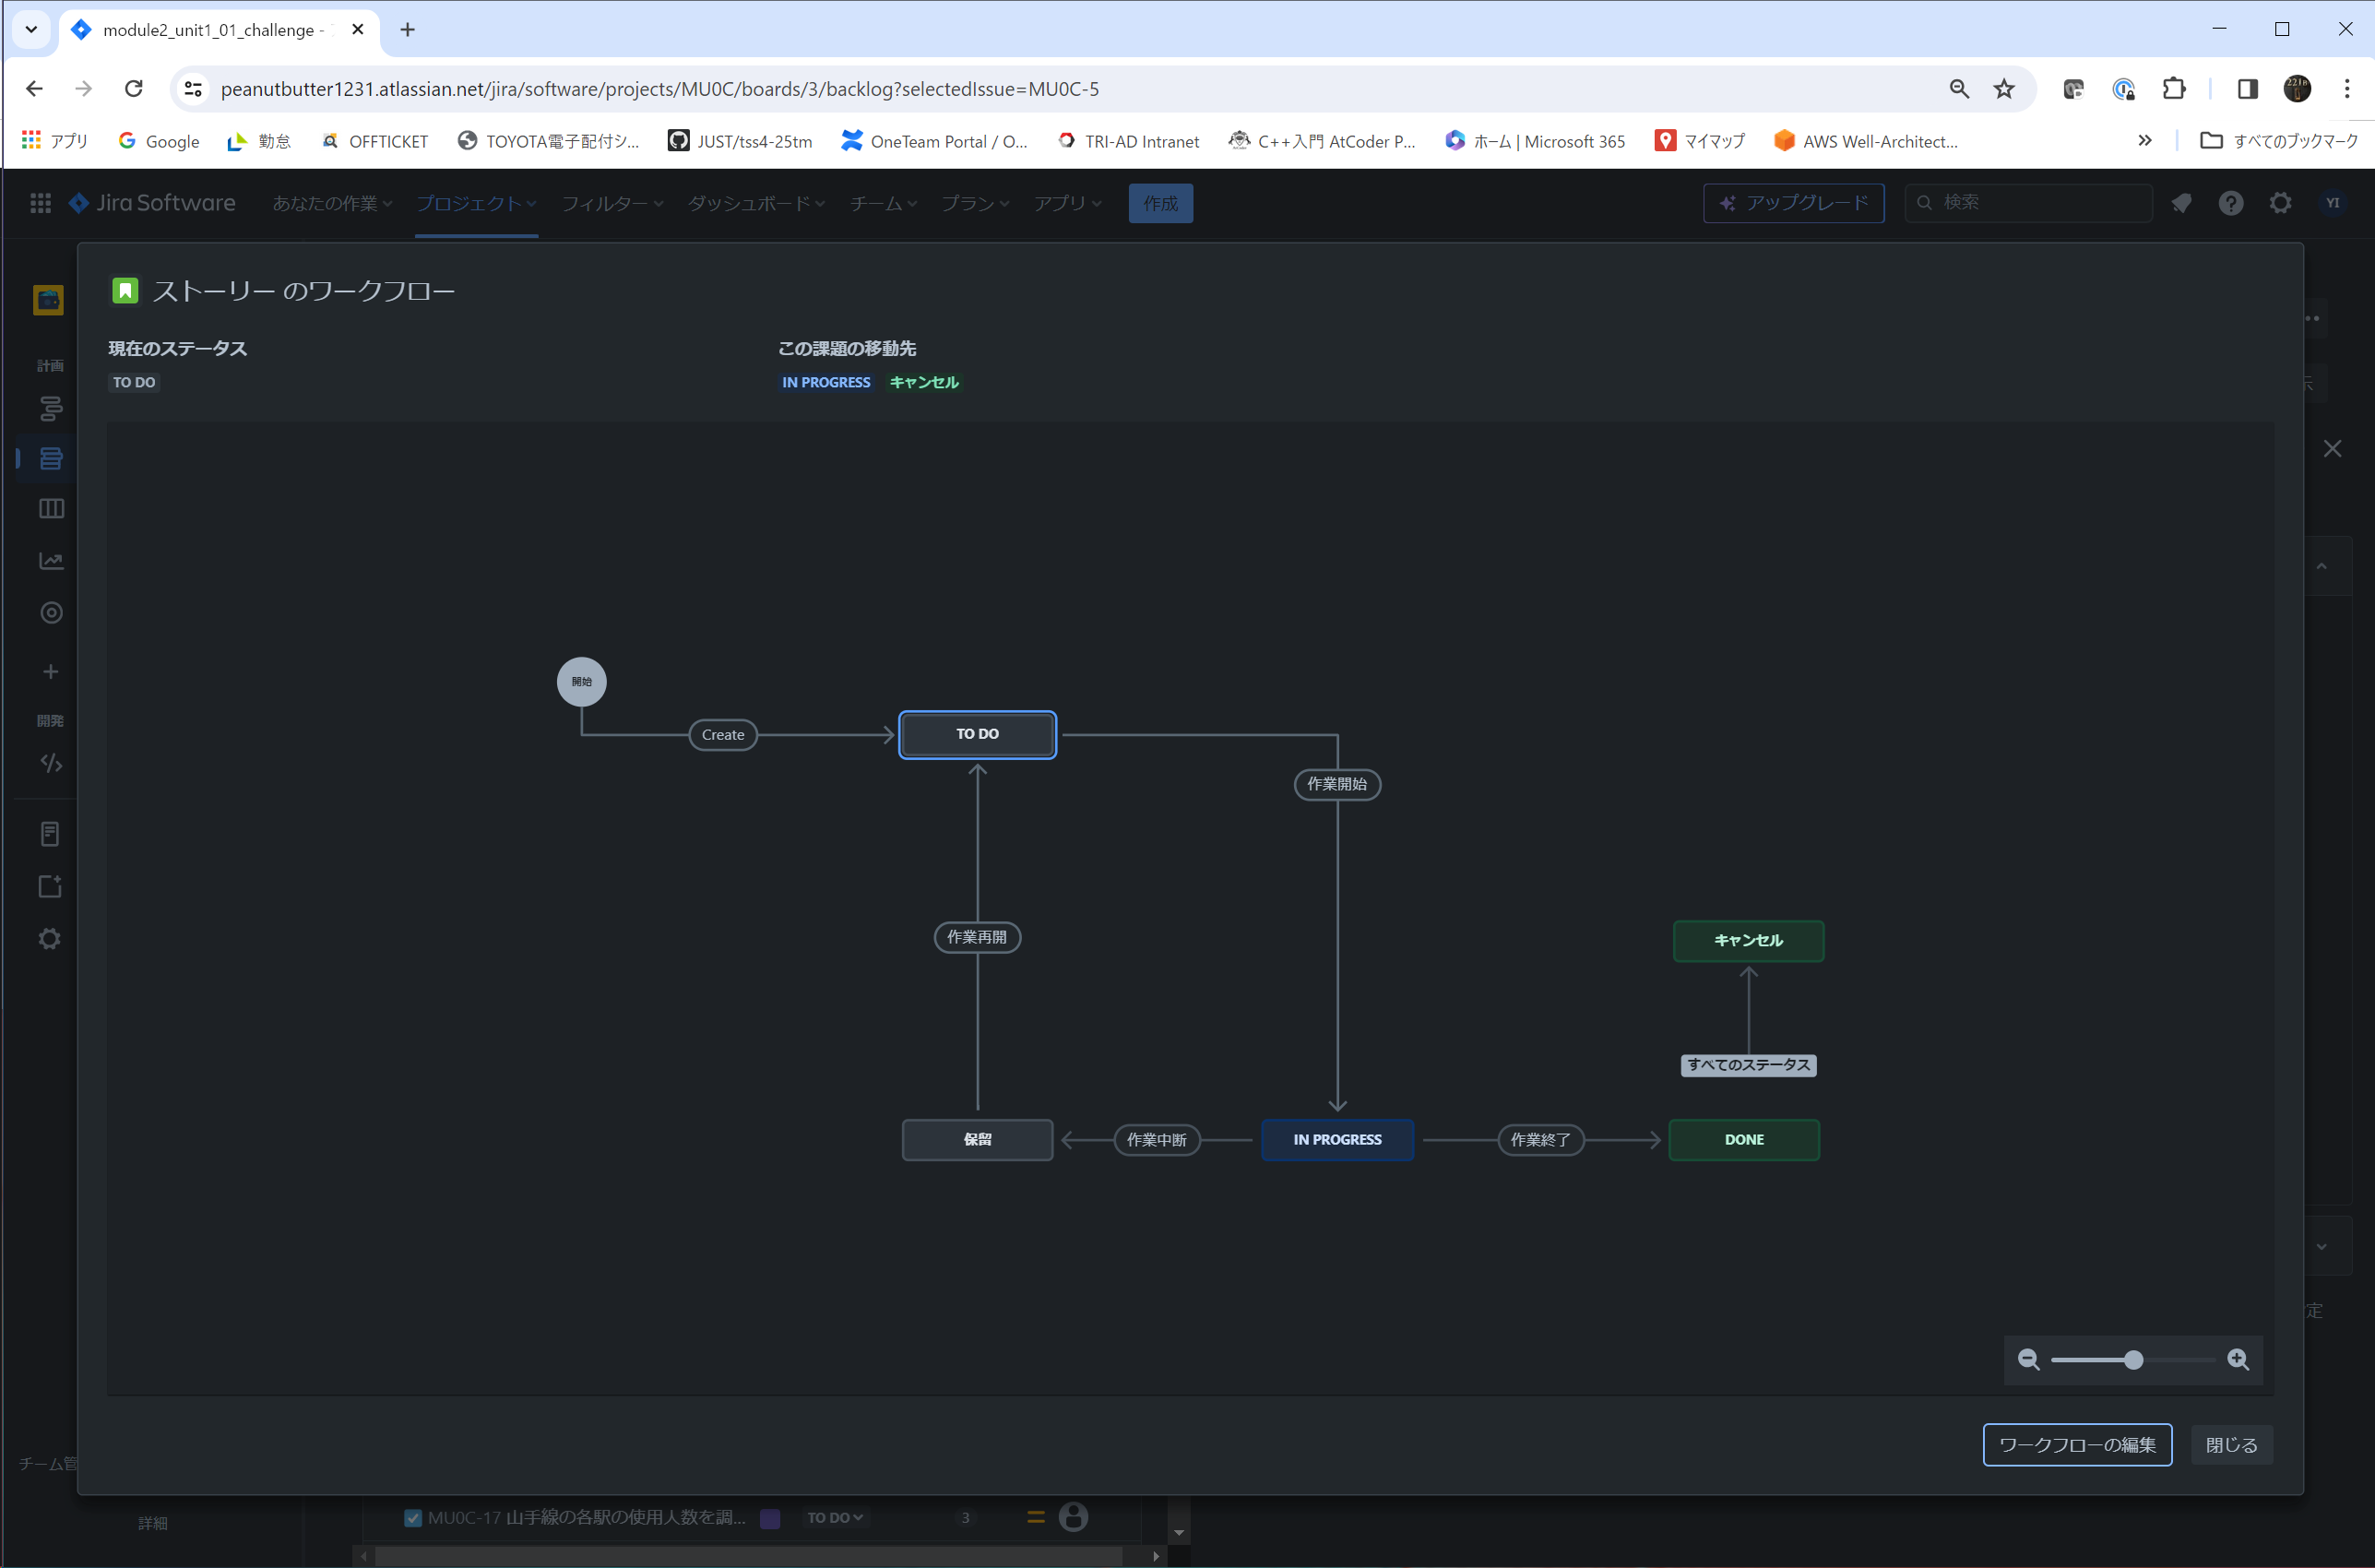 module2_unit1_01_challenge -
peanutbutter1231.atlassian.net/jira/software/projects/MU0C/boards/3/backlog?selectedIssue=MU0C-5
アプリ Google 勤怠 OFFTICKET TOYOTA電子配付シ... JUST/tss4-25tm OneTeam Portal / O... TRI-AD Intranet C++入門 AtCoder P... ホーム | Microsoft 365 マイマップ AWS Well-Architect... » すべてのブックマーク
Jira Software あなたの作業 プロジェクト フィルター ダッシュボード チーム プラン アプリ 作成 アップグレード 検索 YI
ストーリー のワークフロー
現在のステータス この課題の移動先
計画
TO DO IN PROGRESS キャンセル
開始
開発
Create TO DO
作業開始
作業再開 キャンセル
すべてのステータス
保留 作業中断 IN PROGRESS 作業終了 DONE
定
ワークフローの編集 閉じる
チーム管
MU0C-17 山手線の各駅の使用人数を調... TO DO 3
詳細